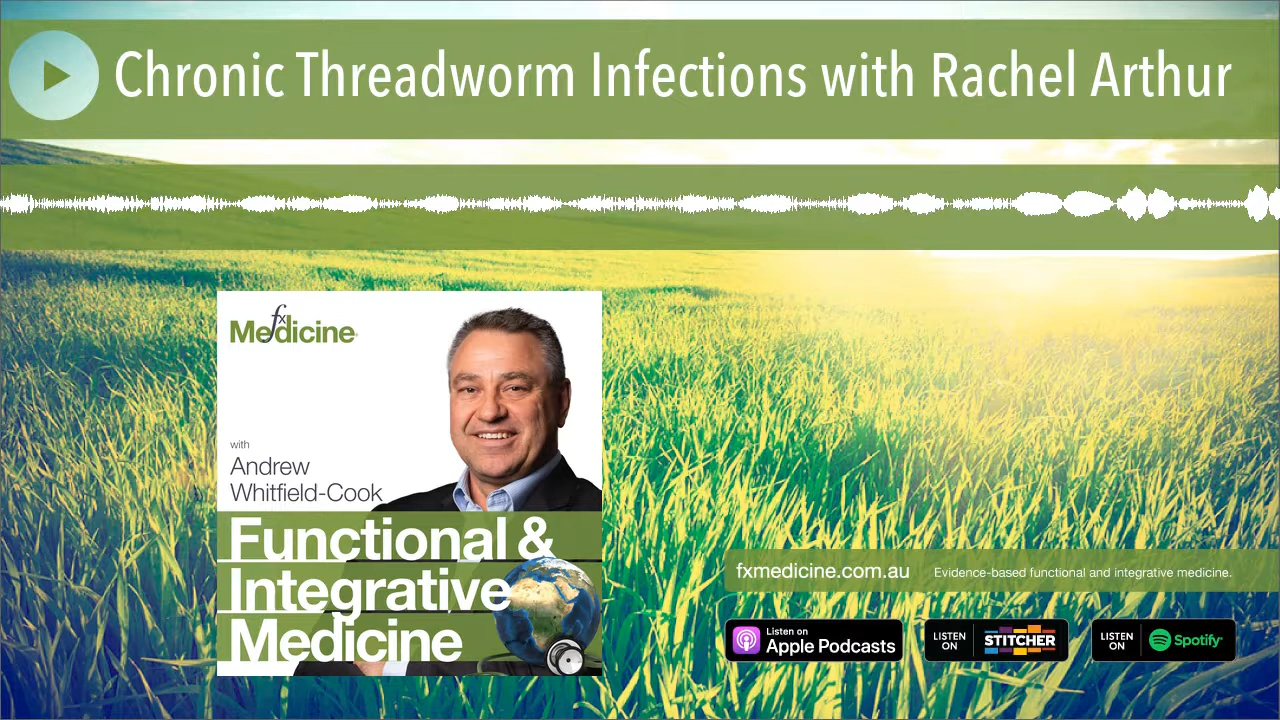 Chronic Threadworm Infections with Rachel Arthur
fx
Medicine
with
Andrew
Whitfield-Cook
Functional &
Integrative
Medicine
fxmedicine.com.au Evidence-based functional and integrative medicine.
Listen on
Apple Podcasts
LISTEN
ON
STITCHER
LISTEN
ON
Spotify